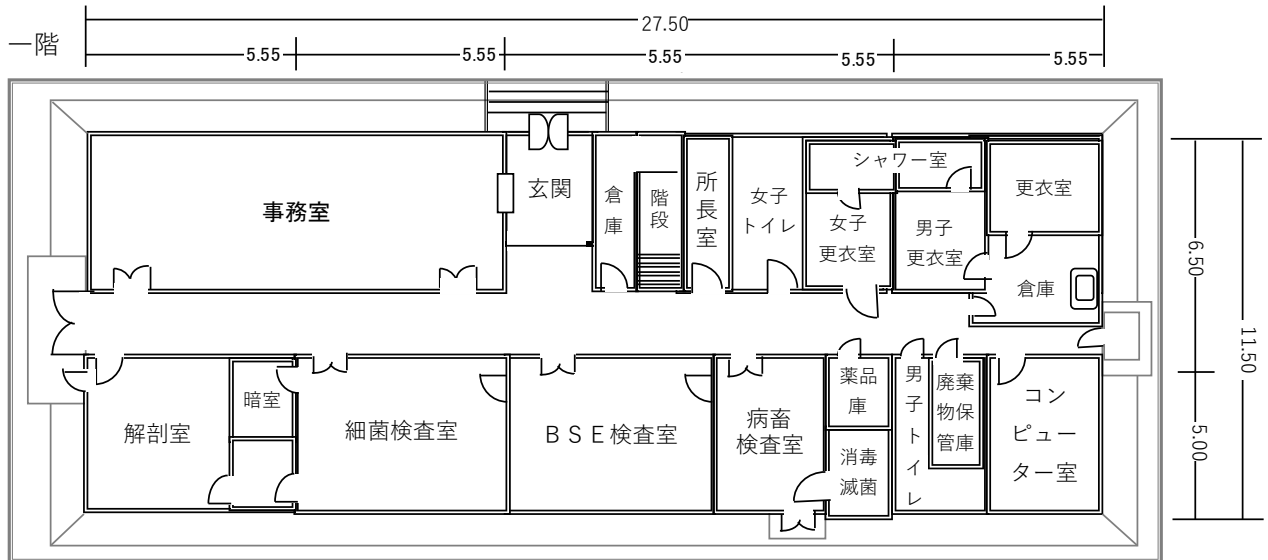 27.50
一階
5.55
5.55
5.55
5.55
5.55
事務室
玄関
倉庫
階段
所長室
女子
トイレ
シャワー室
女子
更衣室
男子
更衣室
更衣室
倉庫
6.50
11.50
5.00
解剖室
暗室
細菌検査室
BSE検査室
病畜
検査室
薬品
庫
消毒
滅菌
男子トイレ
廃棄
物保
管庫
コン
ピュー
ター室